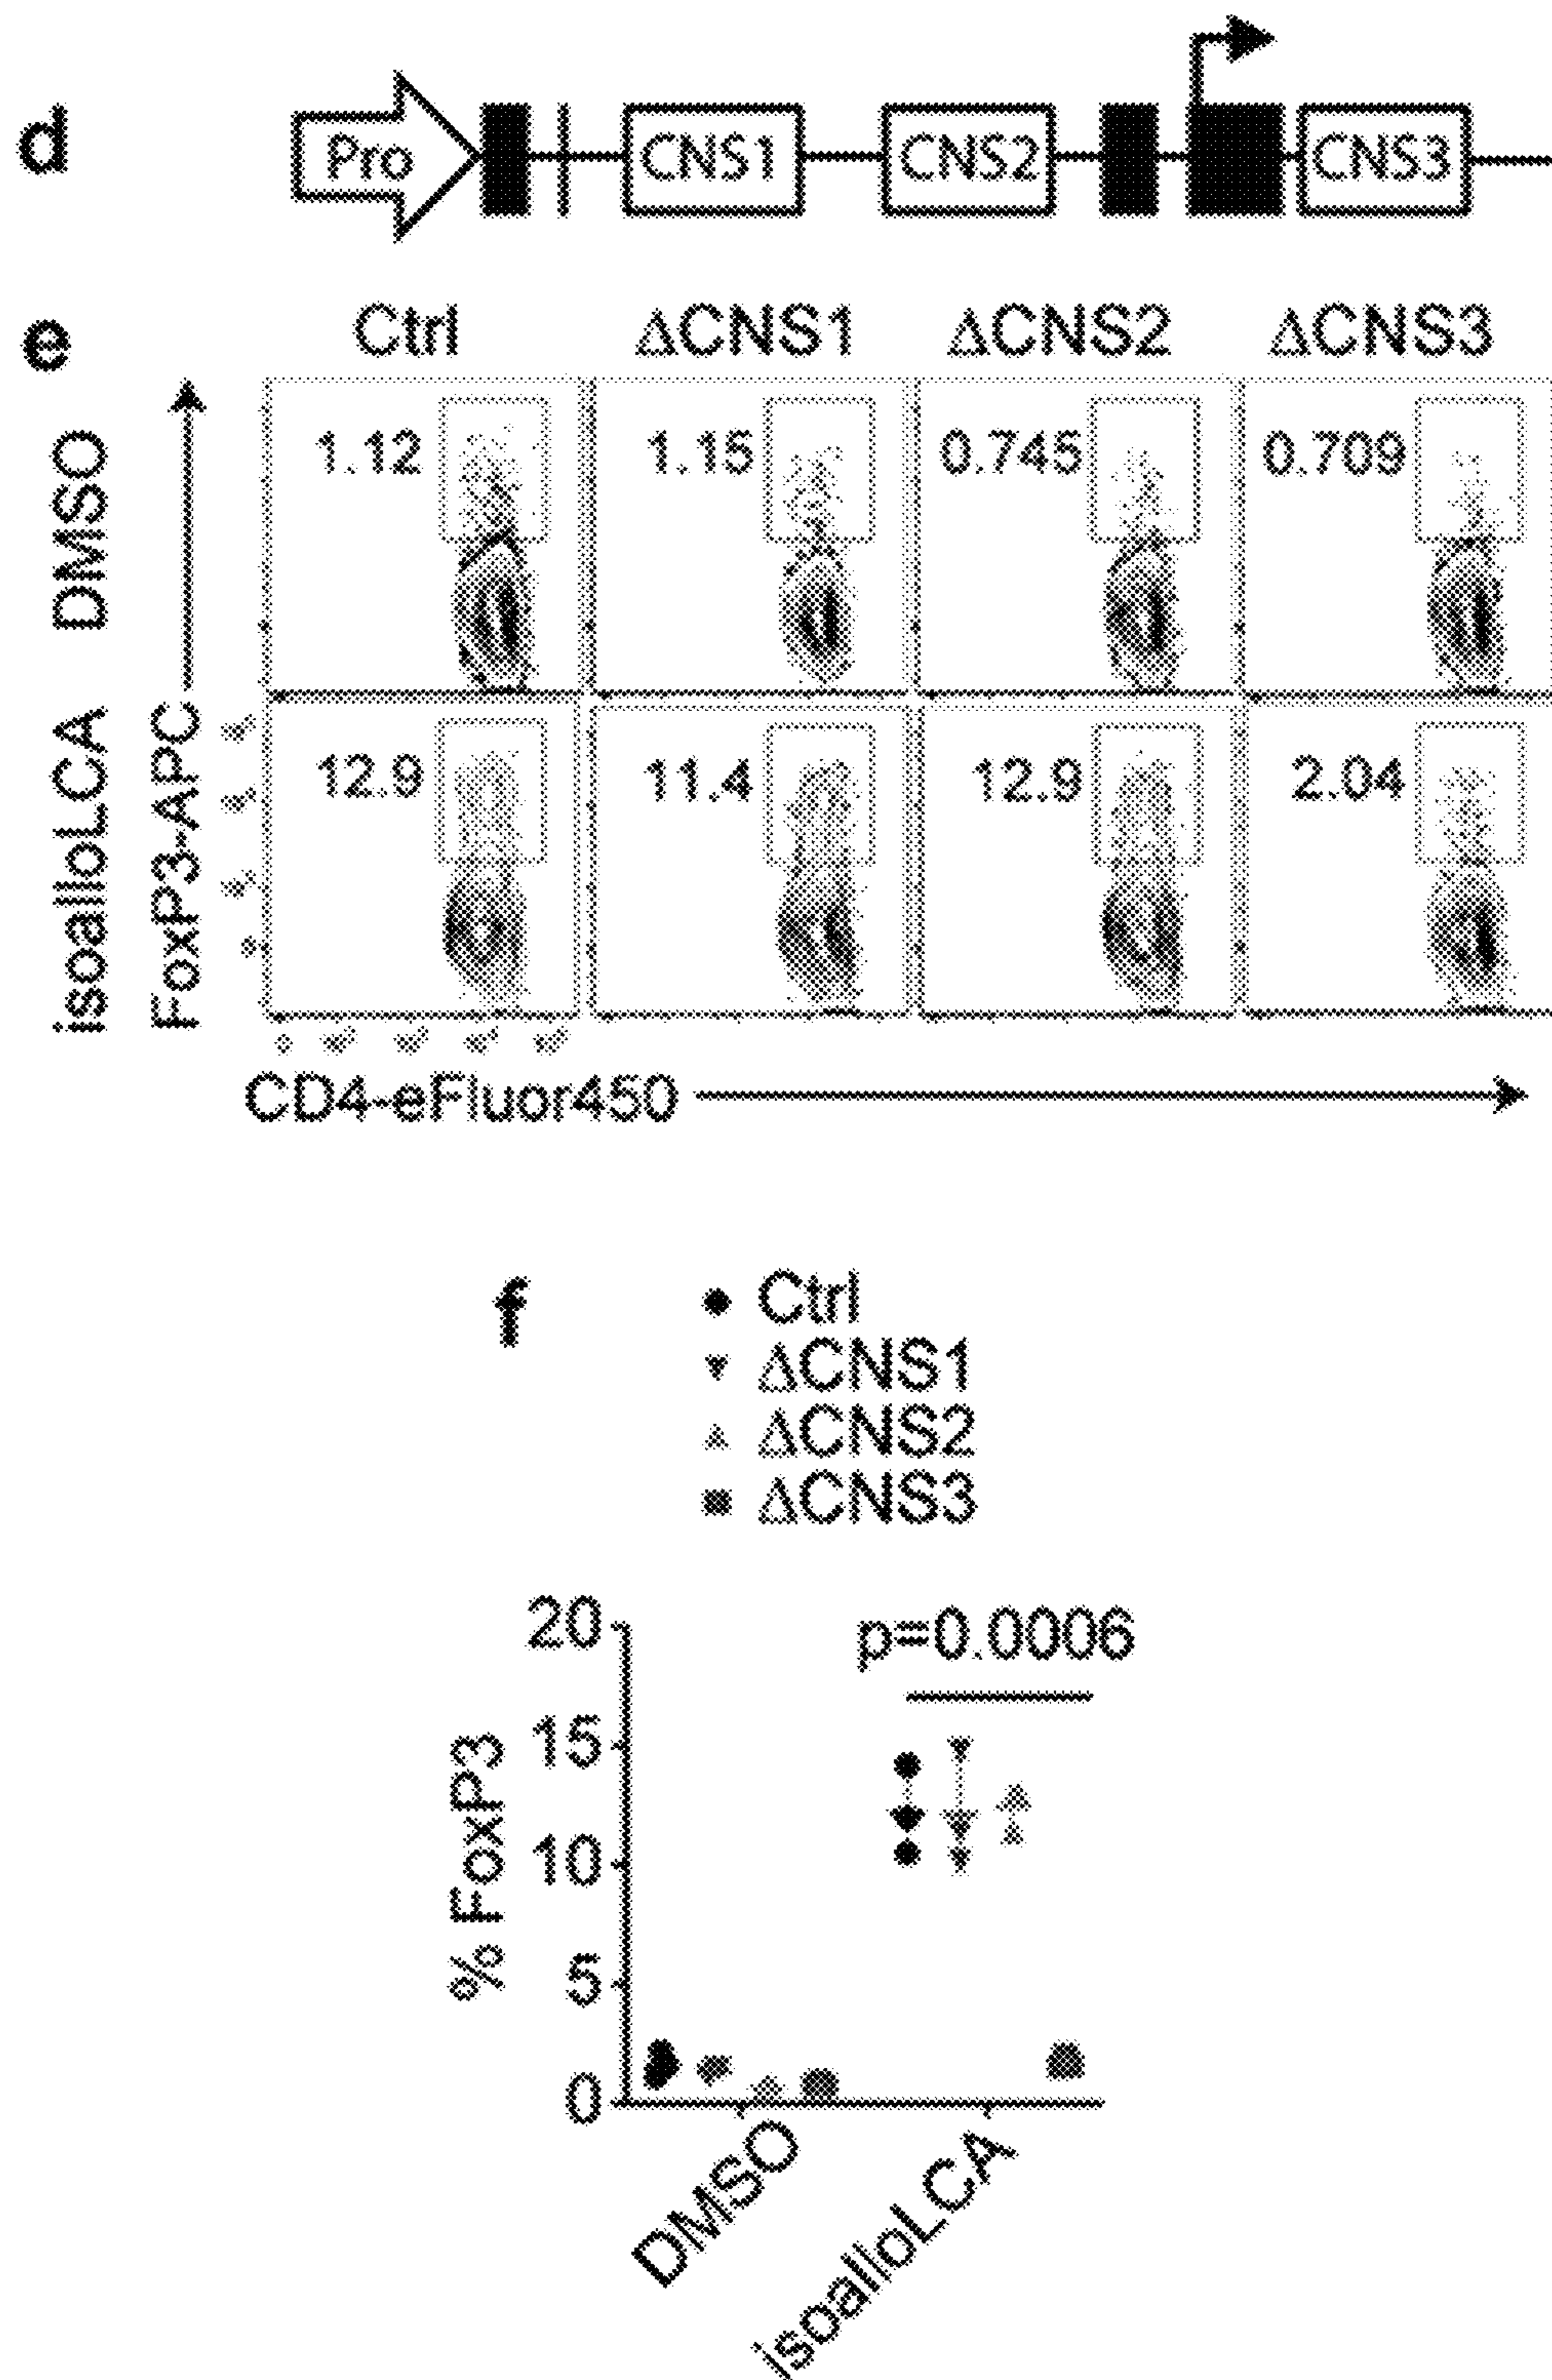 d
Pro CNS1 CNS2 CNS3
e
Ctrl ΔCNS1 ΔCNS2 ΔCNS3
DMSO
1.12 1.15 0.745 0.709
isoalloLCA
FoxP3-APC
12.9 11.4 12.9 2.04
0
0
CD4-eFluor450
f
Ctrl
ΔCNS1
ΔCNS2
ΔCNS3
p=0.0006
% FoxP3
20
15
10
5
0
DMSO
isoalloLCA